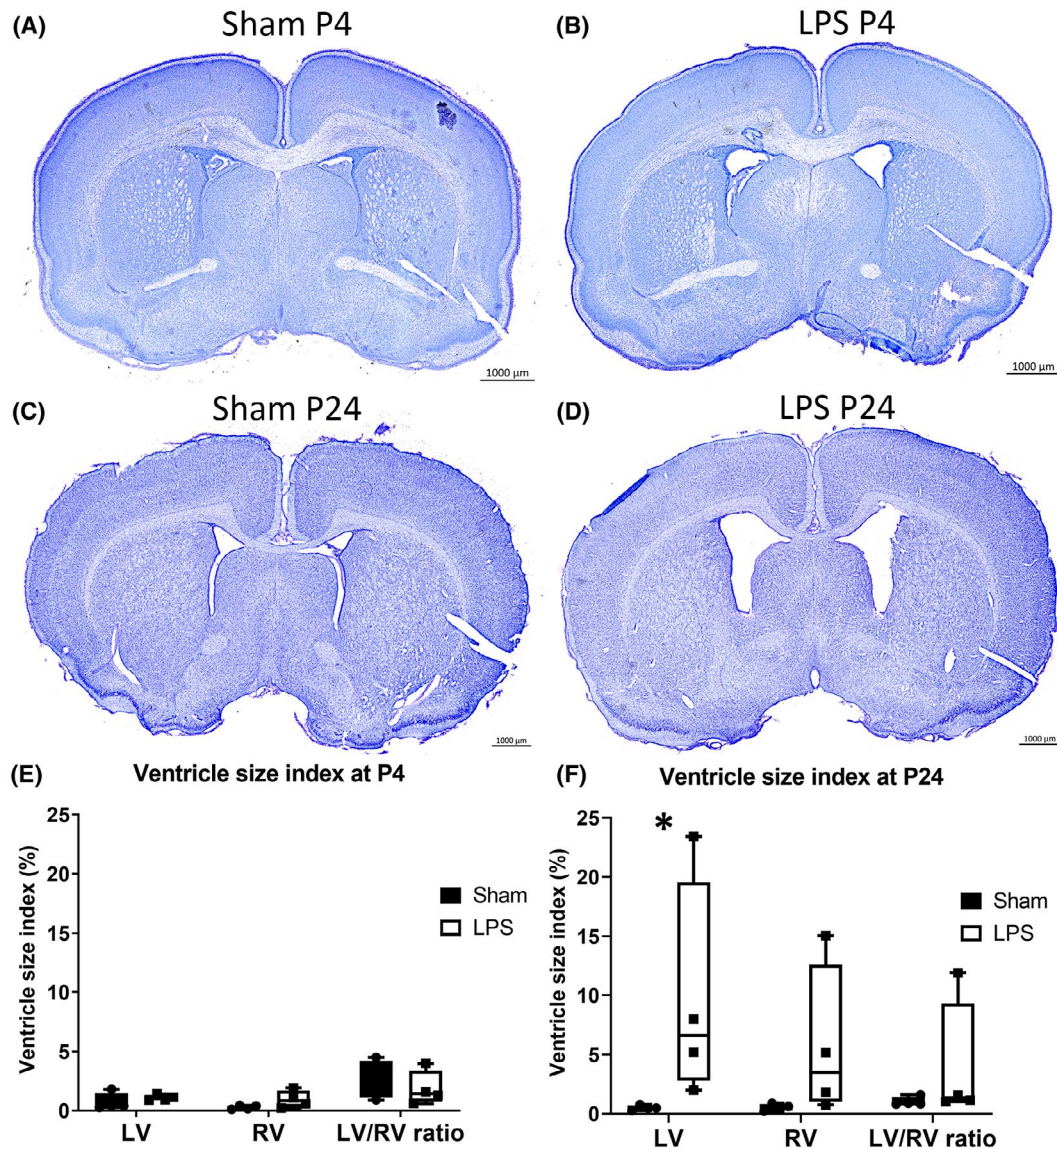 (A) Sham P4
1000 µm
(B) LPS P4
1000 µm
(C) Sham P24
1000 µm
(D) LPS P24
1000 µm
(E) Ventricle size index at P4
Ventricle size index (%)
25
20
15
10
5
0
Sham
LPS
LV RV LV/RV ratio
(F) Ventricle size index at P24
Ventricle size index (%)
25
20
15
10
5
0
*
Sham
LPS
LV RV LV/RV ratio